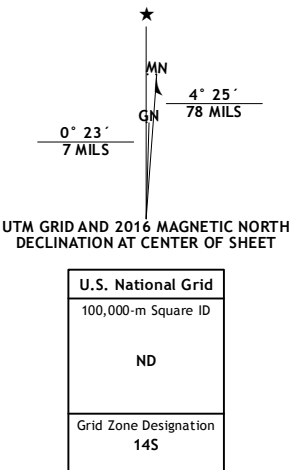 ★
MN
4° 25´
78 MILS
GN
0° 23´
7 MILS
UTM GRID AND 2016 MAGNETIC NORTH
DECLINATION AT CENTER OF SHEET
U.S. National Grid
100,000-m Square ID
ND
Grid Zone Designation
14S